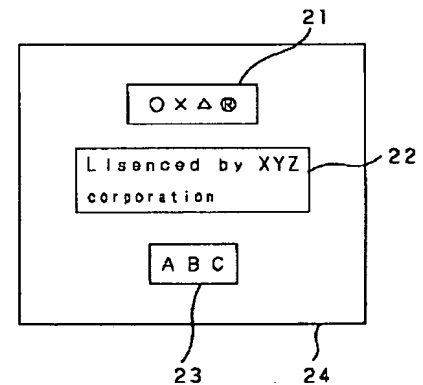 21
○×△®
Lisenced by XYZ
corporation
22
ABC
23
24